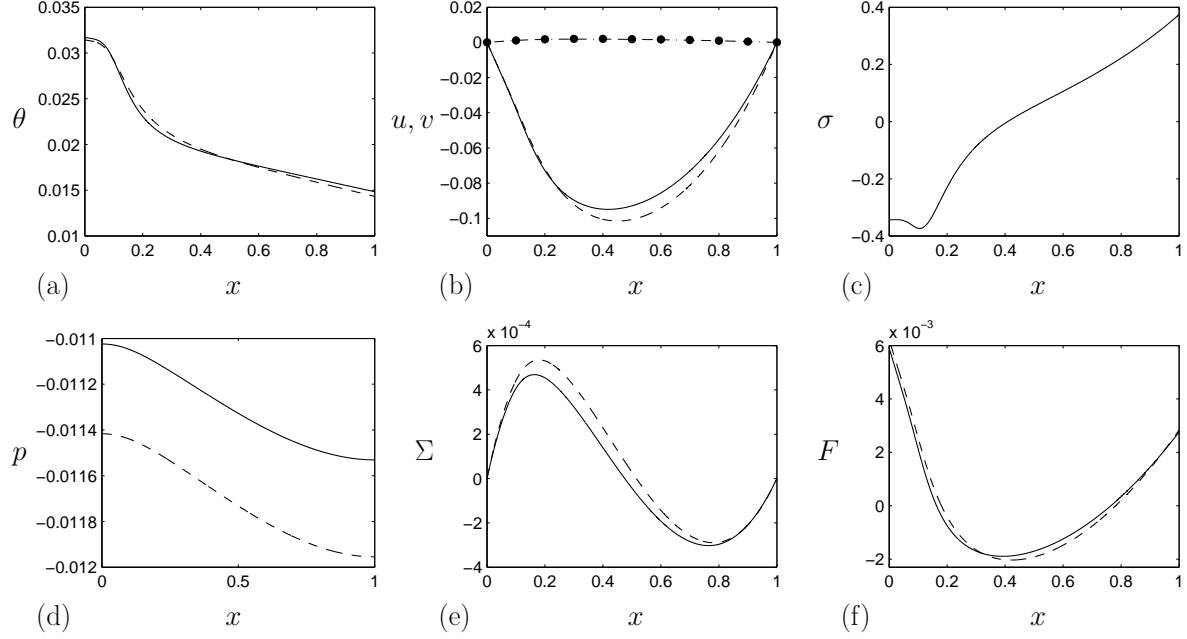 0.035
0.03
0.025
0.02
0.015
0.01
θ
0 0.2 0.4 0.6 0.8 1
(a) x
0.02
0
−0.02
−0.04
−0.06
−0.08
−0.1
u, v
0 0.2 0.4 0.6 0.8 1
(b) x
0.4
0.2
0
−0.2
−0.4
σ
0 0.2 0.4 0.6 0.8 1
(c) x
−0.011
−0.0112
−0.0114
−0.0116
−0.0118
−0.012
p
0 0.5 1
(d) x
x 10⁻⁴
6
4
2
0
−2
−4
Σ
0 0.2 0.4 0.6 0.8 1
(e) x
x 10⁻³
6
4
2
0
−2
F
0 0.2 0.4 0.6 0.8 1
(f) x